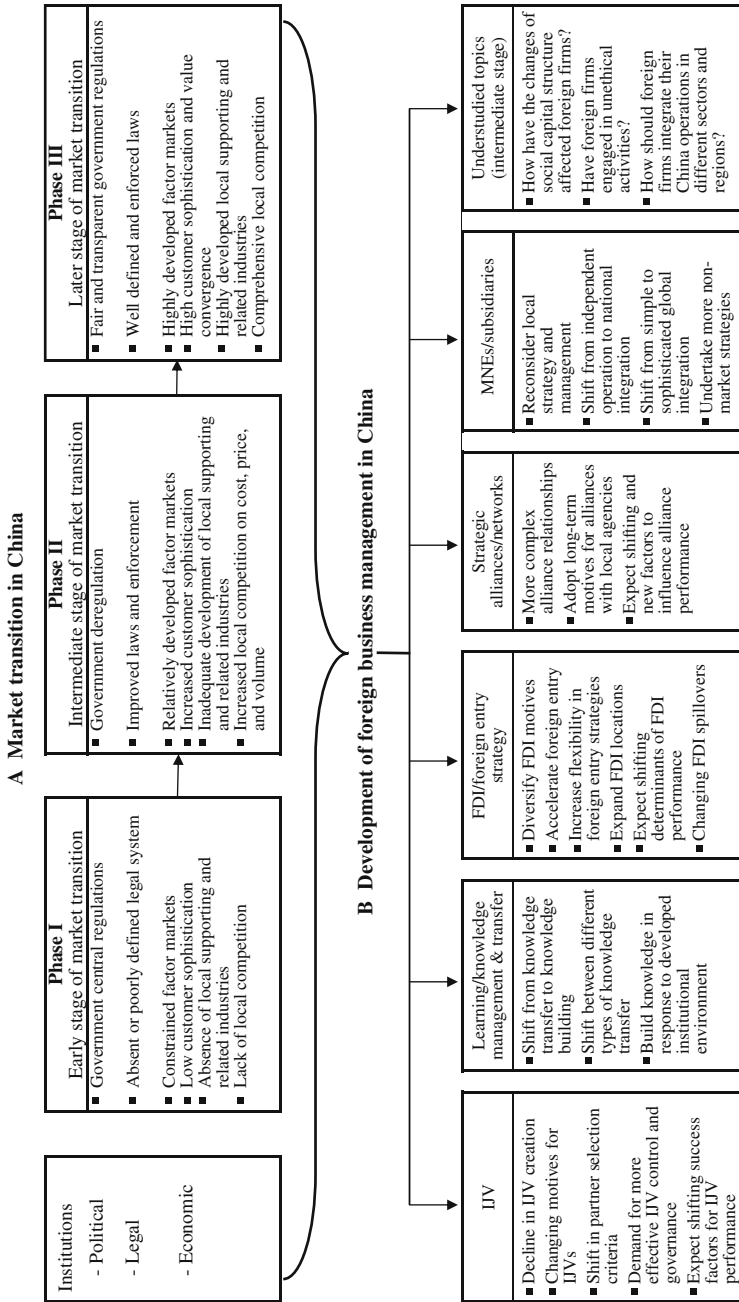 A Market transition in China
Institutions
- Political
- Legal
- Economic
Phase I
Early stage of market transition
■ Government central regulations
■ Absent or poorly defined legal system
■ Constrained factor markets
■ Low customer sophistication
■ Absence of local supporting and
related industries
■ Lack of local competition
Phase II
Intermediate stage of market transition
■ Government deregulation
■ Improved laws and enforcement
■ Relatively developed factor markets
■ Increased customer sophistication
■ Inadequate development of local supporting
and related industries
■ Increased local competition on cost, price,
and volume
Phase III
Later stage of market transition
■ Fair and transparent government regulations
■ Well defined and enforced laws
■ Highly developed factor markets
■ High customer sophistication and value
convergence
■ Highly developed local supporting and
related industries
■ Comprehensive local competition
B Development of foreign business management in China
IJV
■ Decline in IJV creation
■ Changing motives for
IJVs
■ Shift in partner selection
criteria
■ Demand for more
effective IJV control and
governance
■ Expect shifting success
factors for IJV
performance
Learning/knowledge
management & transfer
■ Shift from knowledge
transfer to knowledge
building
■ Shift between different
types of knowledge
transfer
■ Build knowledge in
response to developed
institutional
environment
FDI/foreign entry
strategy
■ Diversify FDI motives
■ Accelerate foreign entry
■ Increase flexibility in
foreign entry strategies
■ Expand FDI locations
■ Expect shifting
determinants of FDI
performance
■ Changing FDI spillovers
Strategic
alliances/networks
■ More complex
alliance relationships
■ Adopt long-term
motives for alliances
with local agencies
■ Expect shifting and
new factors to
influence alliance
performance
MNEs/subsidiaries
■ Reconsider local
strategy and
management
■ Shift from independent
operation to national
integration
■ Shift from simple to
sophisticated global
integration
■ Undertake more non-
market strategies
Understudied topics
(intermediate stage)
■ How have the changes of
social capital structure
affected foreign firms?
■ Have foreign firms
engaged in unethical
activities?
■ How should foreign
firms integrate their
China operations in
different sectors and
regions?